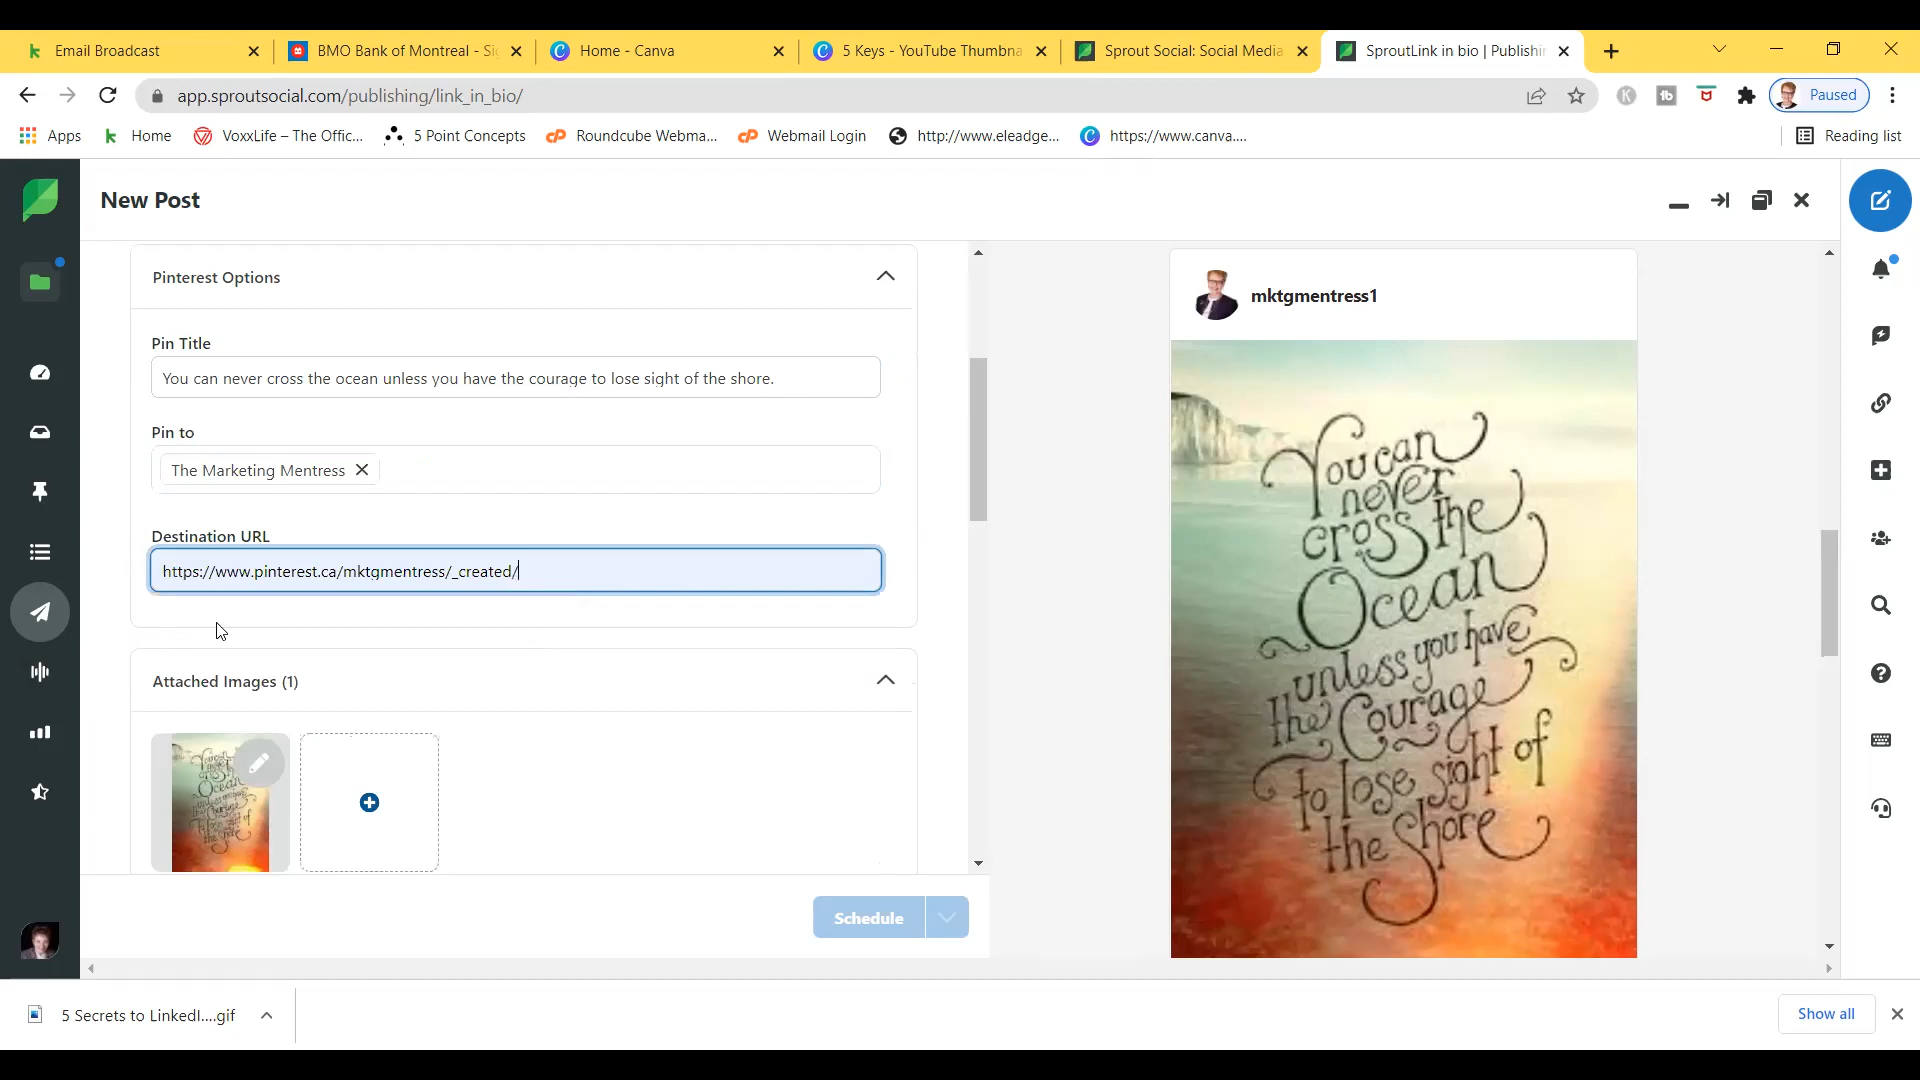 Email Broadcast
BMO Bank of Montreal - Si
Home - Canva
5 Keys - YouTube Thumbna
Sprout Social: Social Media
SproutLink in bio | Publishi
app.sproutsocial.com/publishing/link_in_bio/
Paused
Apps
Home
VoxxLife – The Offic...
5 Point Concepts
Roundcube Webma...
Webmail Login
http://www.eleadge...
https://www.canva....
Reading list
New Post
Pinterest Options
Pin Title
You can never cross the ocean unless you have the courage to lose sight of the shore.
Pin to
The Marketing Mentress
Destination URL
https://www.pinterest.ca/mktgmentress/_created/
Attached Images (1)
Schedule
mktgmentress1
You can
never
cross the
Ocean
unless you have
the Courage
to lose sight of
the Shore
5 Secrets to LinkedI....gif
Show all